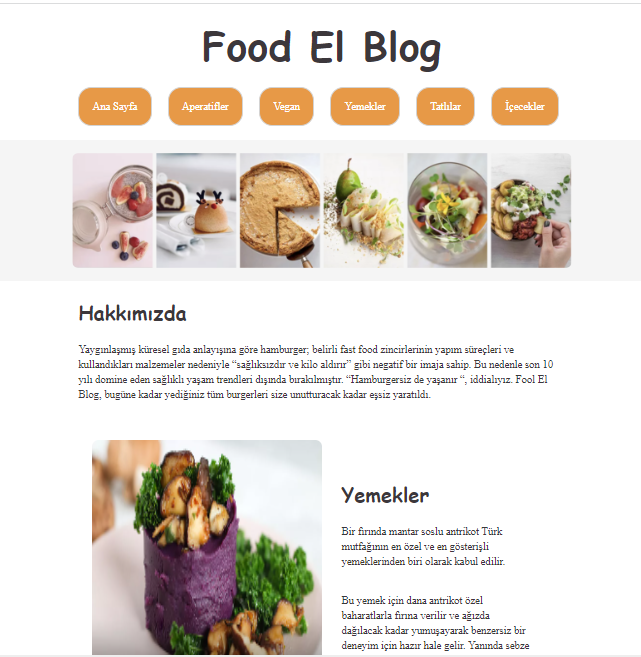 Food El Blog
Ana Sayfa
Aperatifler
Vegan
Yemekler
Tatlılar
İçecekler
Hakkımızda
Yaygınlaşmış küresel gıda anlayışına göre hamburger; belirli fast food zincirlerinin yapım süreçleri ve
kullandıkları malzemeler nedeniyle “sağlıksızdır ve kilo aldırır” gibi negatif bir imaja sahip. Bu nedenle son 10
yılı domine eden sağlıklı yaşam trendleri dışında bırakılmıştır. “Hamburgersiz de yaşanır “, iddialıyız. Fool El
Blog, bugüne kadar yediğiniz tüm burgerleri size unutturacak kadar eşsiz yaratıldı.
Yemekler
Bir fırında mantar soslu antrikot Türk
mutfağının en özel ve en gösterişli
yemeklerinden biri olarak kabul edilir.
Bu yemek için dana antrikot özel
baharatlarla fırına verilir ve ağızda
dağılacak kadar yumuşayarak benzersiz bir
deneyim için hazır hale gelir. Yanında sebze